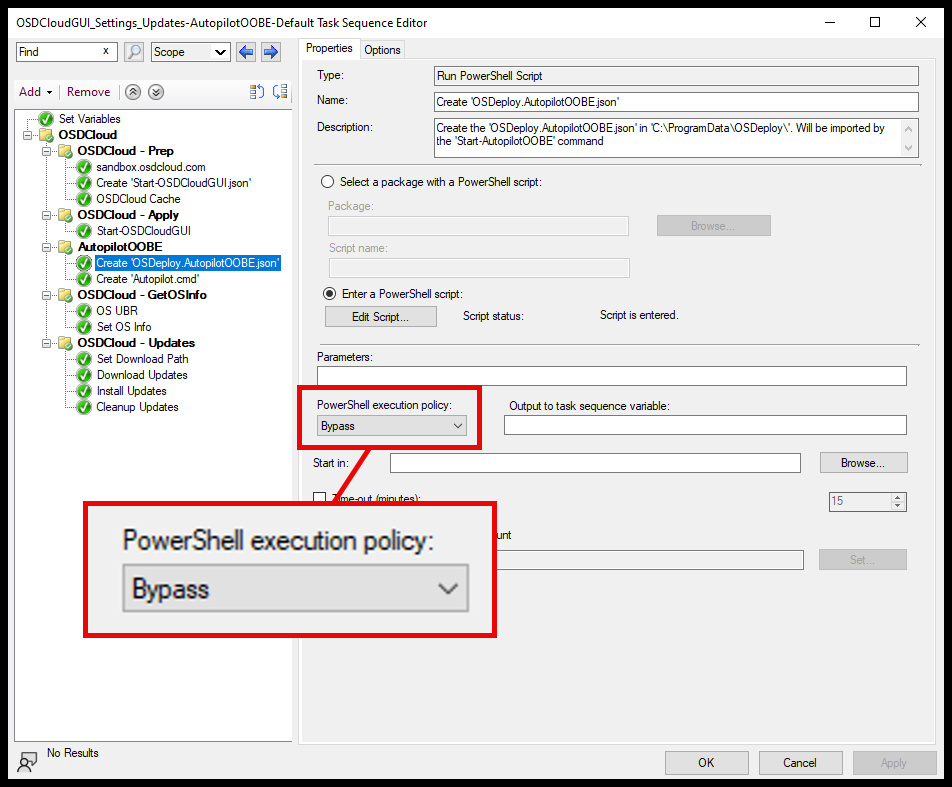 OSDCloudGUI_Settings_Updates-AutopilotOOBE-Default Task Sequence Editor
Find x Scope
Add Remove
Set Variables
OSDCloud
OSDCloud - Prep
sandbox.osdcloud.com
Create 'Start-OSDCloudGUI.json'
OSDCloud Cache
OSDCloud - Apply
Start-OSDCloudGUI
AutopilotOOBE
Create 'OSDeploy.AutopilotOOBE.json'
Create 'Autopilot.cmd'
OSDCloud - GetOSInfo
OS UBR
Set OS Info
OSDCloud - Updates
Set Download Path
Download Updates
Install Updates
Cleanup Updates
No Results
Properties Options
Type: Run PowerShell Script
Name: Create 'OSDeploy.AutopilotOOBE.json'
Description: Create the 'OSDeploy.AutopilotOOBE.json' in 'C:\ProgramData\OSDeploy\'. Will be imported by
the 'Start-AutopilotOOBE' command
Select a package with a PowerShell script:
Package:
Browse...
Script name:
Enter a PowerShell script:
Edit Script... Script status: Script is entered.
Parameters:
PowerShell execution policy: Output to task sequence variable:
Bypass
Start in: Browse...
Time-out (minutes): 15
PowerShell execution policy:
Bypass
Set...
OK Cancel Apply